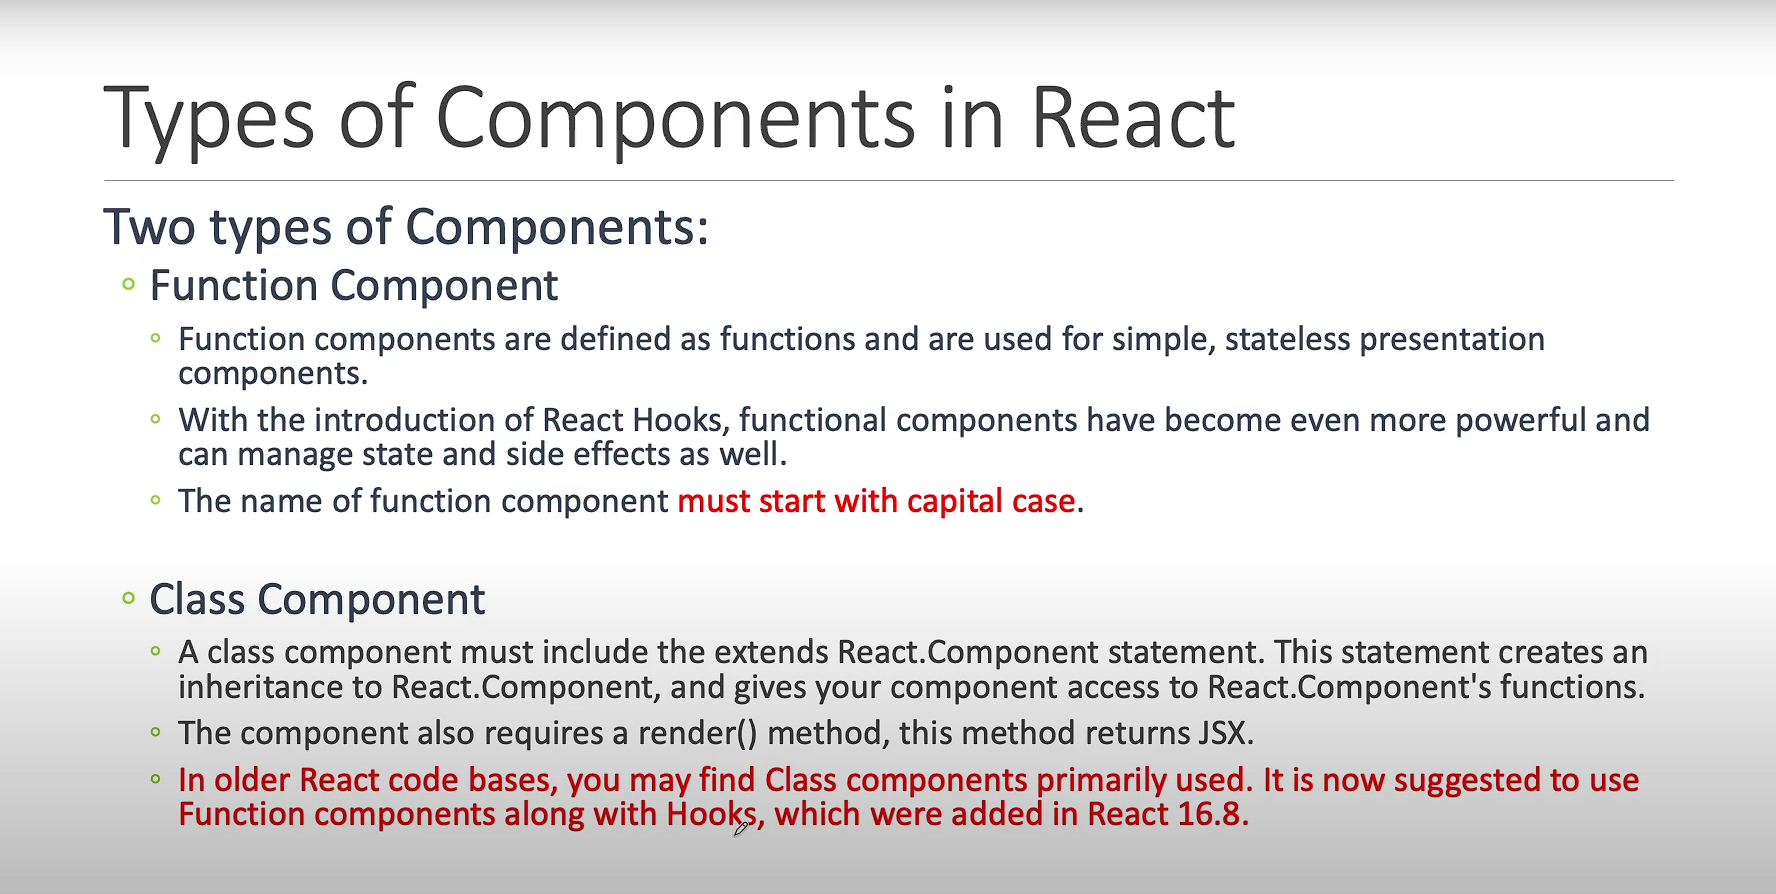 Types of Components in React
Two types of Components:
Function Component
Function components are defined as functions and are used for simple, stateless presentation
components.
With the introduction of React Hooks, functional components have become even more powerful and
can manage state and side effects as well.
The name of function component must start with capital case.
Class Component
A class component must include the extends React.Component statement. This statement creates an
inheritance to React.Component, and gives your component access to React.Component's functions.
The component also requires a render() method, this method returns JSX.
In older React code bases, you may find Class components primarily used. It is now suggested to use
Function components along with Hooks, which were added in React 16.8.